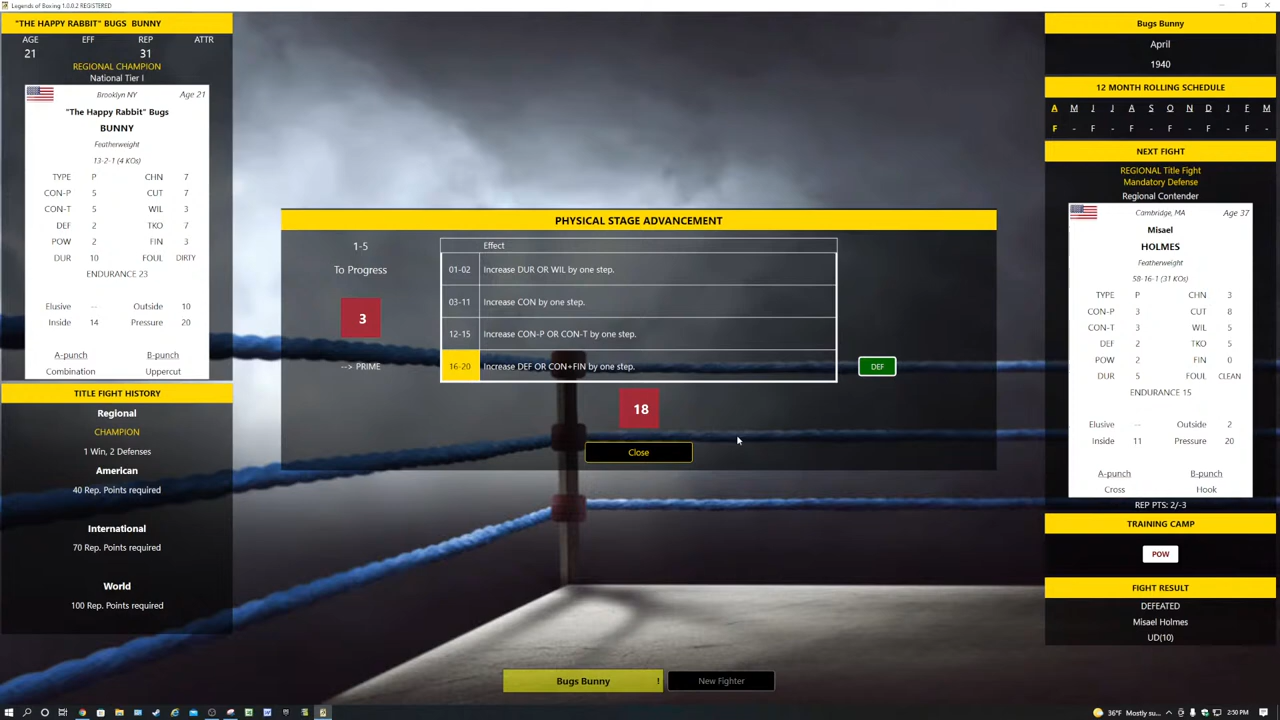 Legends of Boxing 1.0.0.2 REGISTERED
"THE HAPPY RABBIT" BUGS BUNNY
AGE EFF REP ATTR
21 31
REGIONAL CHAMPION
National Tier I
Brooklyn NY Age 21
"The Happy Rabbit" Bugs
BUNNY
Featherweight
13-2-1 (4 KOs)
TYPE P CHN 7
CON-P 5 CUT 7
CON-T 5 WIL 3
DEF 2 TKO 7
POW 2 FIN 3
DUR 10 FOUL DIRTY
ENDURANCE 23
Elusive -- Outside 10
Inside 14 Pressure 20
A-punch B-punch
Combination Uppercut
TITLE FIGHT HISTORY
Regional
CHAMPION
1 Win, 2 Defenses
American
40 Rep. Points required
International
70 Rep. Points required
World
100 Rep. Points required
PHYSICAL STAGE ADVANCEMENT
1-5
To Progress
3
--> PRIME
Effect
01-02 Increase DUR OR WIL by one step.
03-11 Increase CON by one step.
12-15 Increase CON-P OR CON-T by one step.
16-20 Increase DEF OR CON+FIN by one step.
DEF
18
Close
Bugs Bunny !
New Fighter
Bugs Bunny
April
1940
12 MONTH ROLLING SCHEDULE
A M J J A S O N D J F M
F - F - F - F - F - F -
NEXT FIGHT
REGIONAL Title Fight
Mandatory Defense
Regional Contender
Cambridge, MA Age 37
Misael
HOLMES
Featherweight
58-16-1 (31 KOs)
TYPE P CHN 3
CON-P 3 CUT 8
CON-T 3 WIL 5
DEF 2 TKO 5
POW 2 FIN 0
DUR 5 FOUL CLEAN
ENDURANCE 15
Elusive -- Outside 2
Inside 11 Pressure 20
A-punch B-punch
Cross Hook
REP PTS: 2/-3
TRAINING CAMP
POW
FIGHT RESULT
DEFEATED
Misael Holmes
UD(10)
36°F Mostly su... 2:50 PM